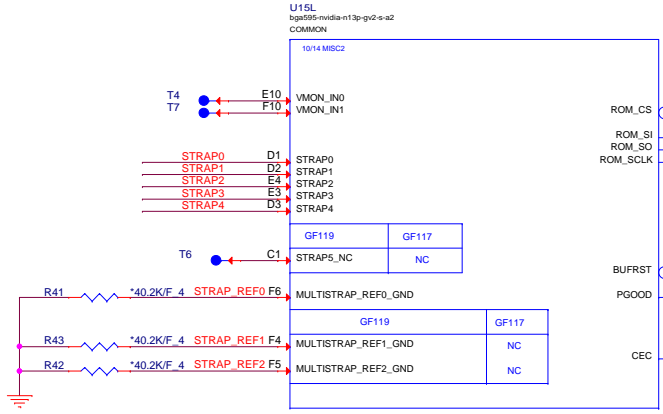 U15L
bga595-nvidia-n13p-gv2-s-a2
COMMON
10/14 MISC2
T4 E10 VMON_IN0
T7 F10 VMON_IN1
ROM_CS
ROM_SI
ROM_SO
ROM_SCLK
STRAP0 D1 STRAP0
STRAP1 D2 STRAP1
STRAP2 E4 STRAP2
STRAP3 E3 STRAP3
STRAP4 D3 STRAP4
GF119 GF117
T6 C1 STRAP5_NC NC
BUFRST
R41 *40.2K/F_4 STRAP_REF0 F6 MULTISTRAP_REF0_GND PGOOD
GF119 GF117
R43 *40.2K/F_4 STRAP_REF1 F4 MULTISTRAP_REF1_GND NC
CEC
R42 *40.2K/F_4 STRAP_REF2 F5 MULTISTRAP_REF2_GND NC